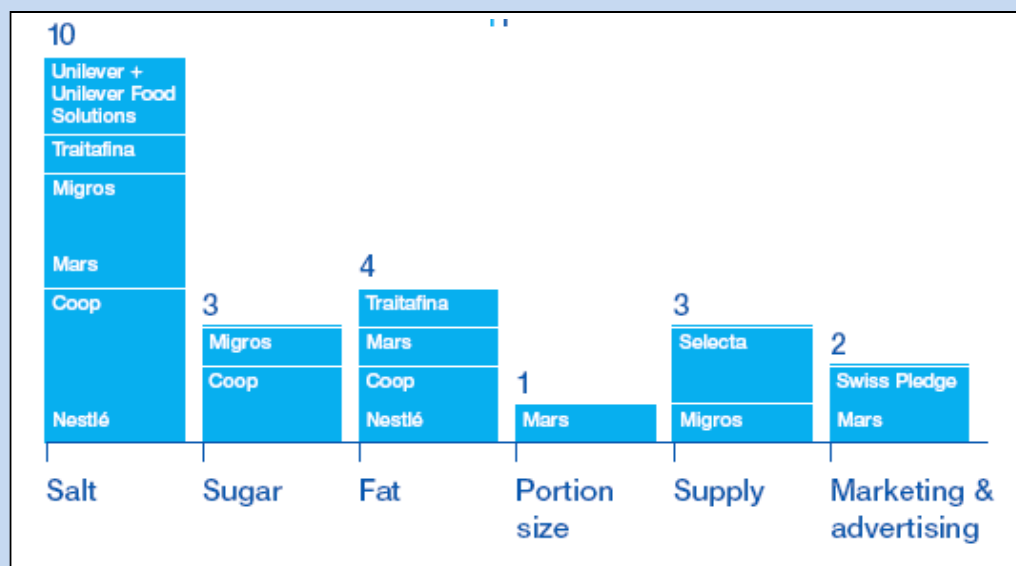 10
Unilever +
Unilever Food
Solutions
Traitafina
Migros
Mars
Coop
Nestlé
3
Migros
Coop
4
Traitafina
Mars
Coop
Nestlé
1
Mars
3
Selecta
Migros
2
Swiss Pledge
Mars
Salt
Sugar
Fat
Portion
size
Supply
Marketing &
advertising